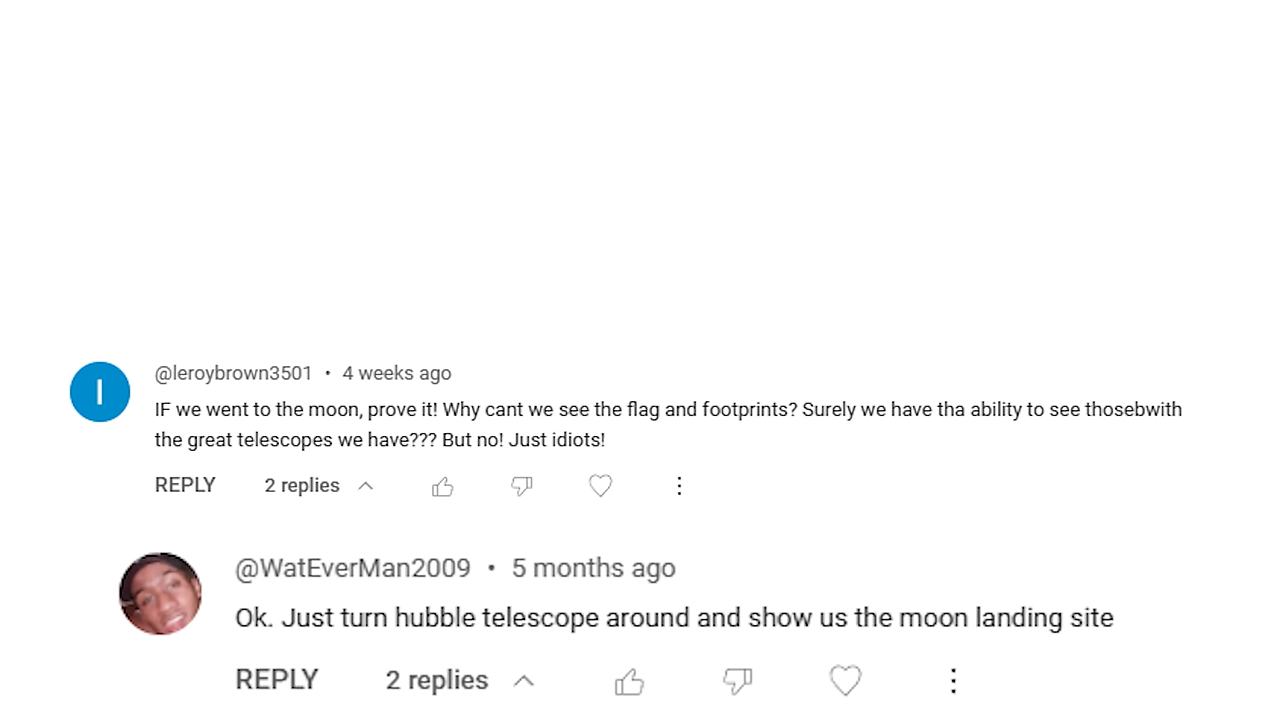 @leroybrown3501 • 4 weeks ago
IF we went to the moon, prove it! Why cant we see the flag and footprints? Surely we have tha ability to see thosebwith
the great telescopes we have??? But no! Just idiots!
REPLY 2 replies
@WatEverMan2009 • 5 months ago
Ok. Just turn hubble telescope around and show us the moon landing site
REPLY 2 replies